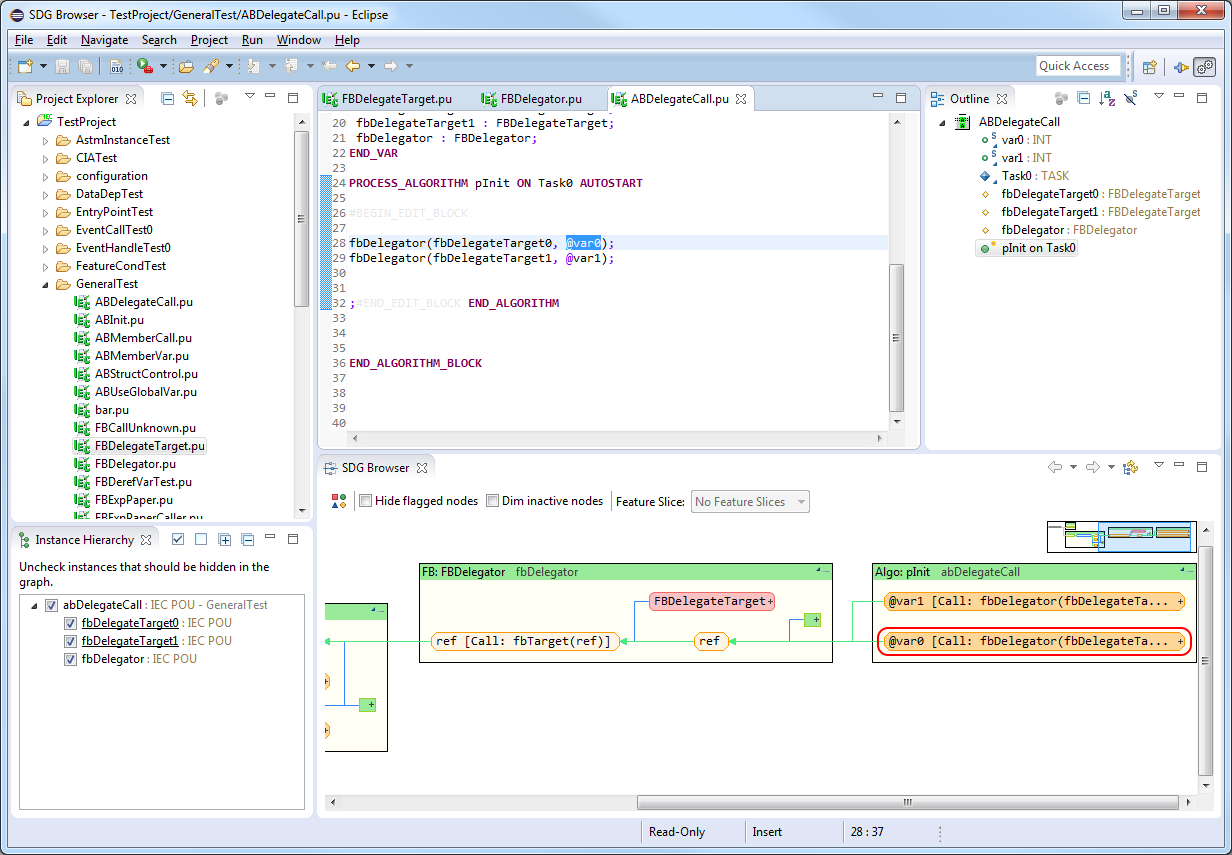 SDG Browser - TestProject/GeneralTest/ABDelegateCall.pu - Eclipse
File Edit Navigate Search Project Run Window Help
010
Quick Access
Project Explorer
TestProject
AstmInstanceTest
CIATest
configuration
DataDepTest
EntryPointTest
EventCallTest0
EventHandleTest0
FeatureCondTest
GeneralTest
ABDelegateCall.pu
ABInit.pu
ABMemberCall.pu
ABMemberVar.pu
ABStructControl.pu
ABUseGlobalVar.pu
bar.pu
FBCallUnknown.pu
FBDelegateTarget.pu
FBDelegator.pu
FBDerefVarTest.pu
FBExpPaper.pu
FBExpPaperCaller.pu
FBDelegateTarget.pu FBDelegator.pu ABDelegateCall.pu
20 fbDelegateTarget1 : FBDelegateTarget;
21 fbDelegator : FBDelegator;
22 END_VAR
23
24 PROCESS_ALGORITHM pInit ON Task0 AUTOSTART
25
26 #BEGIN_EDIT_BLOCK
27
28 fbDelegator(fbDelegateTarget0, @var0);
29 fbDelegator(fbDelegateTarget1, @var1);
30
31
32 ;#END_EDIT_BLOCK END_ALGORITHM
33
34
35
36 END_ALGORITHM_BLOCK
37
38
39
40
Outline
ABDelegateCall
var0 : INT
var1 : INT
Task0 : TASK
fbDelegateTarget0 : FBDelegateTarget
fbDelegateTarget1 : FBDelegateTarget
fbDelegator : FBDelegator
pInit on Task0
Instance Hierarchy
Uncheck instances that should be hidden in the
graph.
abDelegateCall : IEC POU - GeneralTest
fbDelegateTarget0 : IEC POU
fbDelegateTarget1 : IEC POU
fbDelegator : IEC POU
SDG Browser
Hide flagged nodes Dim inactive nodes Feature Slice: No Feature Slices
FB: FBDelegator fbDelegator
FBDelegateTarget+
ref [Call: fbTarget(ref)]
ref
Algo: pInit abDelegateCall
@var1 [Call: fbDelegator(fbDelegateTa... +
@var0 [Call: fbDelegator(fbDelegateTa... +
Read-Only Insert 28 : 37